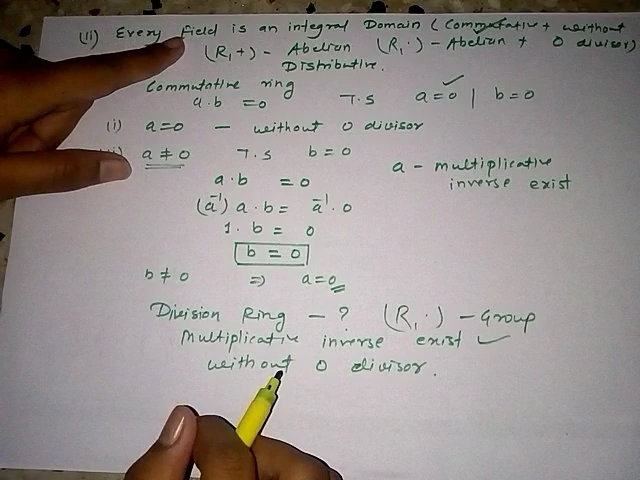 (ii) Every field is an integral Domain (Commutative + without
(R, +) - Abelian (R, ·) - Abelian + 0 divisor)
Distributive.
Commutative ring
a.b = 0 T.S a=0 | b=0
(i) a=0 — without 0 divisor
a ≠ 0 T.S b=0 a - multiplicative
inverse exist
a.b = 0
(a⁻¹) a.b = a⁻¹.0
1. b = 0
b = 0
b ≠ 0 => a=0
Division Ring - ? (R, ·) - Group
Multiplicative inverse exist ✓
without 0 divisor.